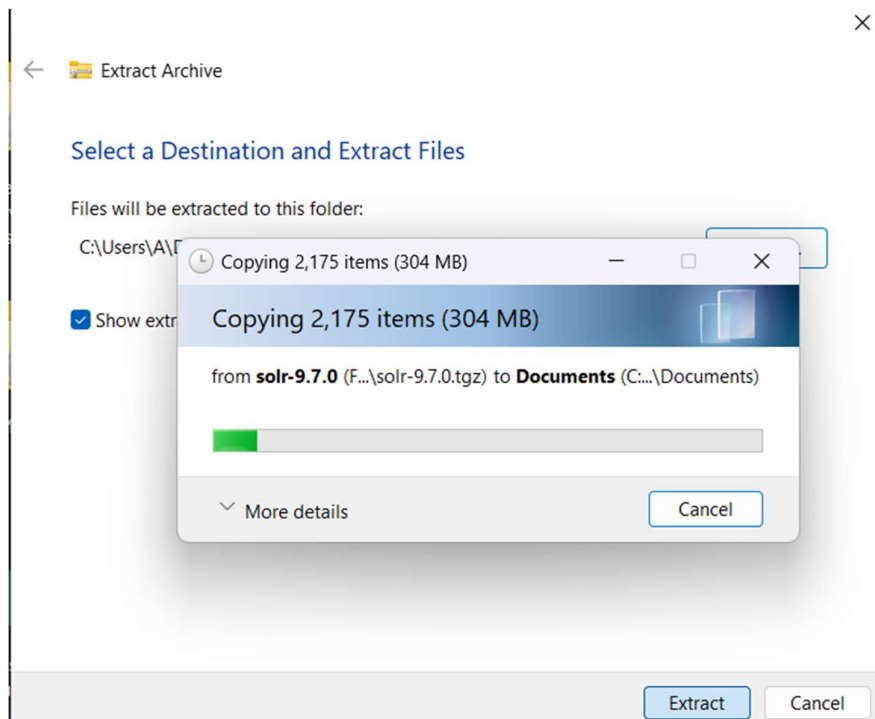 Extract Archive
Select a Destination and Extract Files
Files will be extracted to this folder:
C:\Users\A\D
Show extr
Copying 2,175 items (304 MB)
Copying 2,175 items (304 MB)
from solr-9.7.0 (F...\solr-9.7.0.tgz) to Documents (C:...\Documents)
More details
Cancel
Extract
Cancel